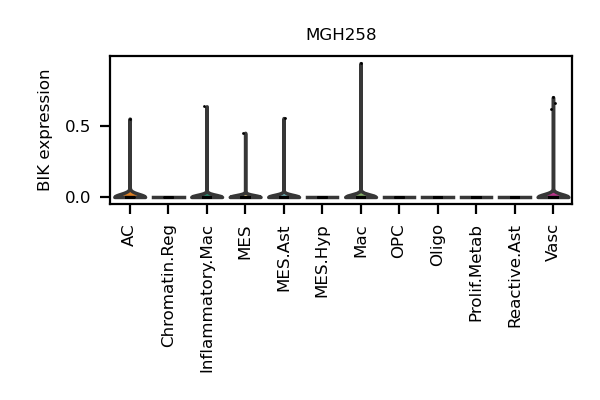 MGH258
BIK expression
0.5
0.0
AC
Chromatin.Reg
Inflammatory.Mac
MES
MES.Ast
MES.Hyp
Mac
OPC
Oligo
Prolif.Metab
Reactive.Ast
Vasc